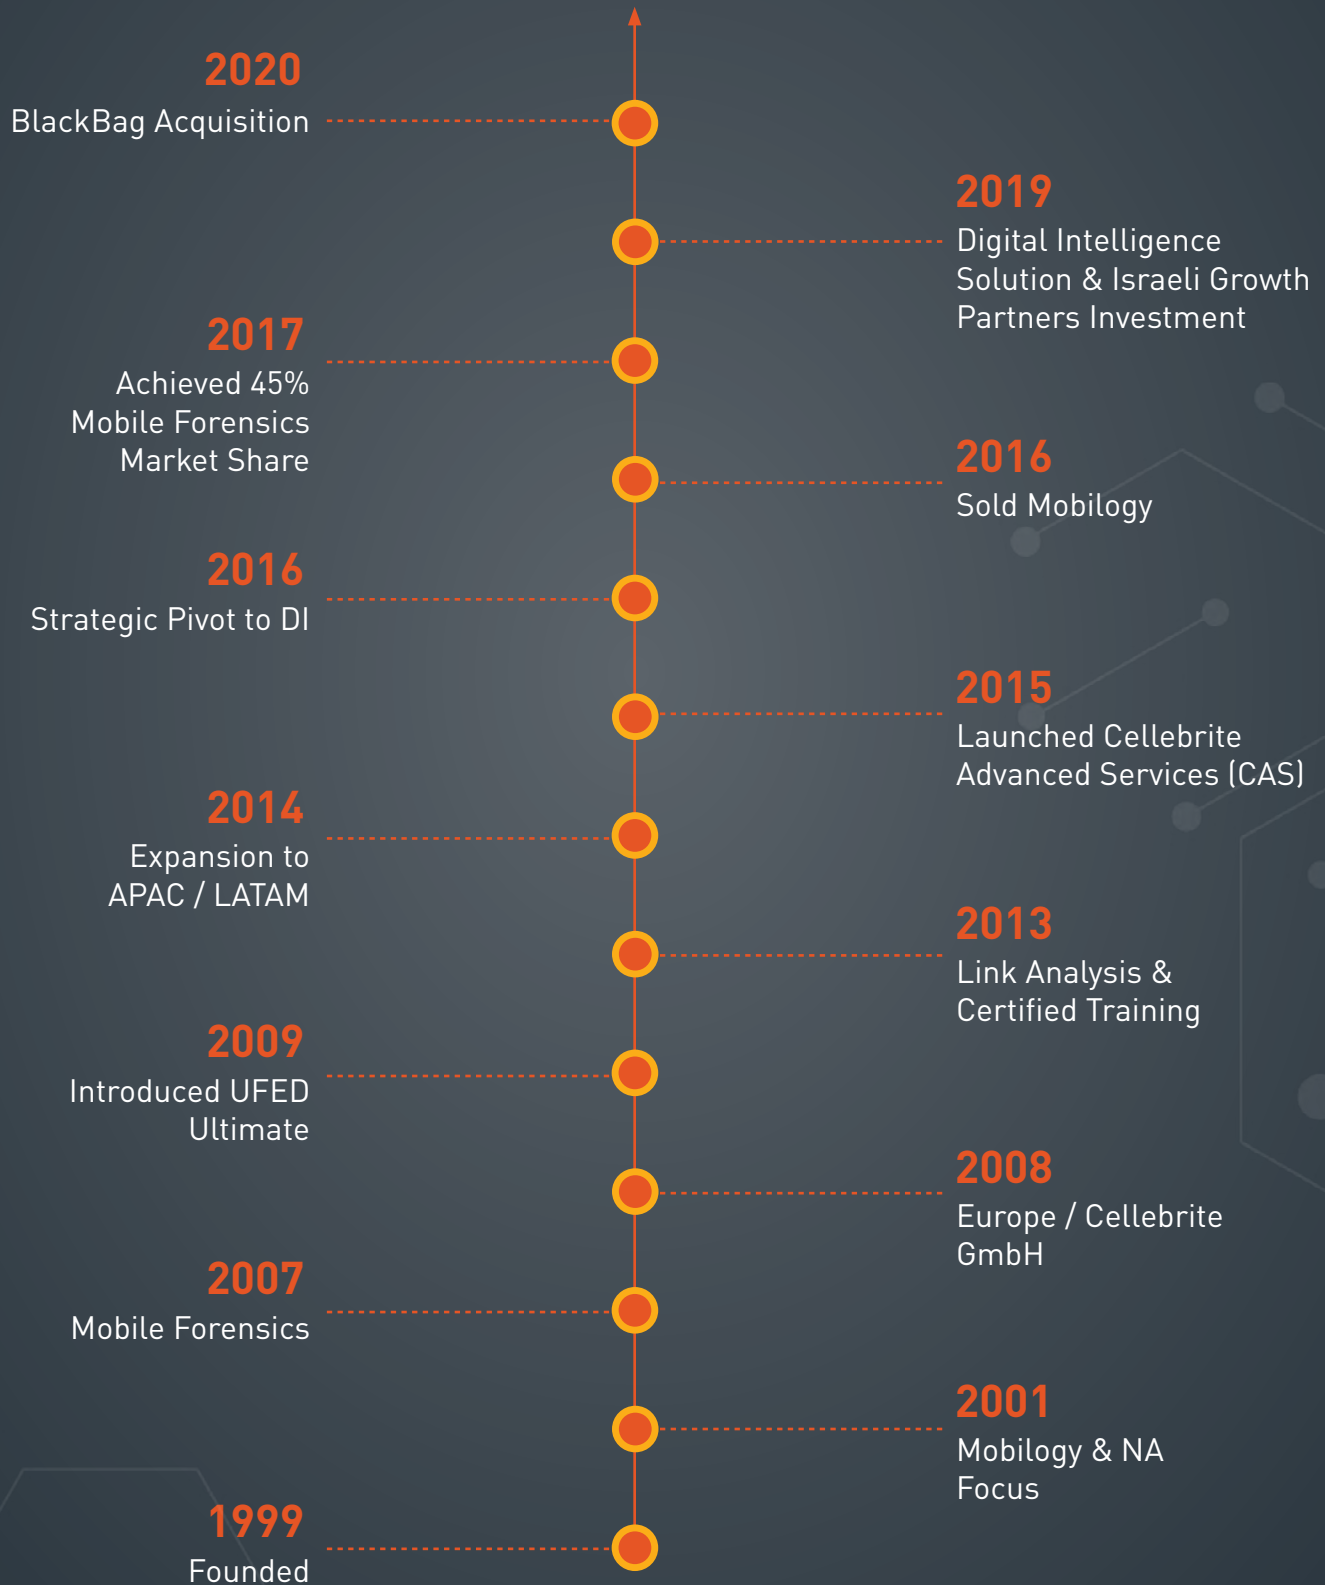 2020
BlackBag Acquisition
2019
Digital Intelligence
Solution & Israeli Growth
Partners Investment
2017
Achieved 45%
Mobile Forensics
Market Share
2016
Sold Mobilogy
2016
Strategic Pivot to DI
2015
Launched Cellebrite
Advanced Services (CAS)
2014
Expansion to
APAC / LATAM
2013
Link Analysis &
Certified Training
2009
Introduced UFED
Ultimate
2008
Europe / Cellebrite
GmbH
2007
Mobile Forensics
2001
Mobilogy & NA
Focus
1999
Founded